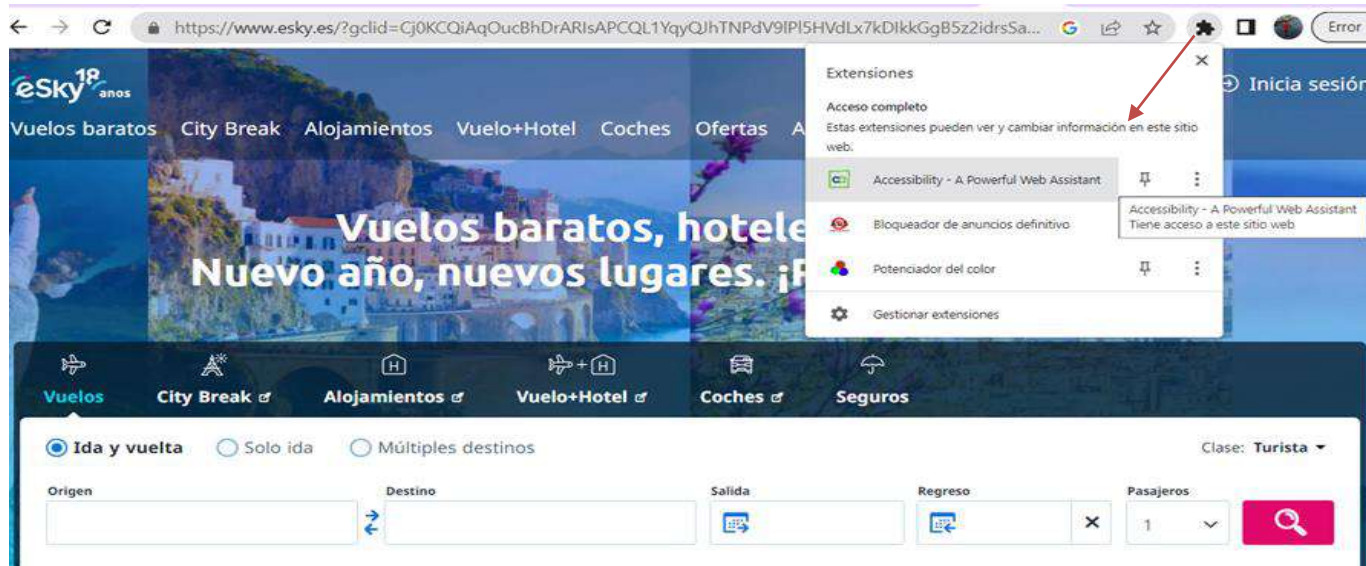 https://www.esky.es/?gclid=Cj0KCQiAqOucBhDrARIsAPCQL1YqyQJhTNPdV9lPl5HVdLx7kDIkkGgB5z2idrsSa...
Error
eSky 18 anos
Inicia sesión
Vuelos baratos City Break Alojamientos Vuelo+Hotel Coches Ofertas A
Extensiones
Acceso completo
Estas extensiones pueden ver y cambiar información en este sitio
web.
Accessibility - A Powerful Web Assistant
Bloqueador de anuncios definitivo
Potenciador del color
Gestionar extensiones
Accessibility - A Powerful Web Assistant
Tiene acceso a este sitio web
Vuelos baratos, hotele
Nuevo año, nuevos lugares. ¡P
Vuelos City Break Alojamientos Vuelo+Hotel Coches Seguros
Ida y vuelta Solo ida Múltiples destinos Clase: Turista
Origen Destino Salida Regreso Pasajeros
1